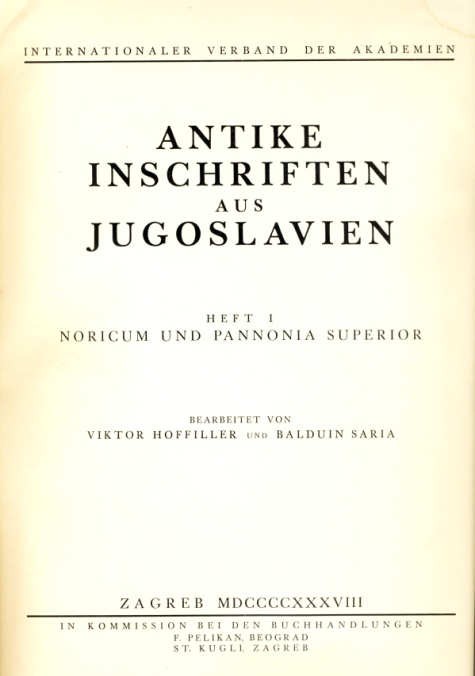 INTERNATIONALER VERBAND DER AKADEMIEN
ANTIKE
INSCHRIFTEN
AUS
JUGOSLAVIEN
HEFT I
NORICUM UND PANNONIA SUPERIOR
BEARBEITET VON
VIKTOR HOFFILLER UND BALDUIN SARIA
ZAGREB MDCCCCXXXVIII
IN KOMMISSION BEI DEN BUCHHANDLUNGEN
F. PELIKAN, BEOGRAD
ST. KUGLI, ZAGREB